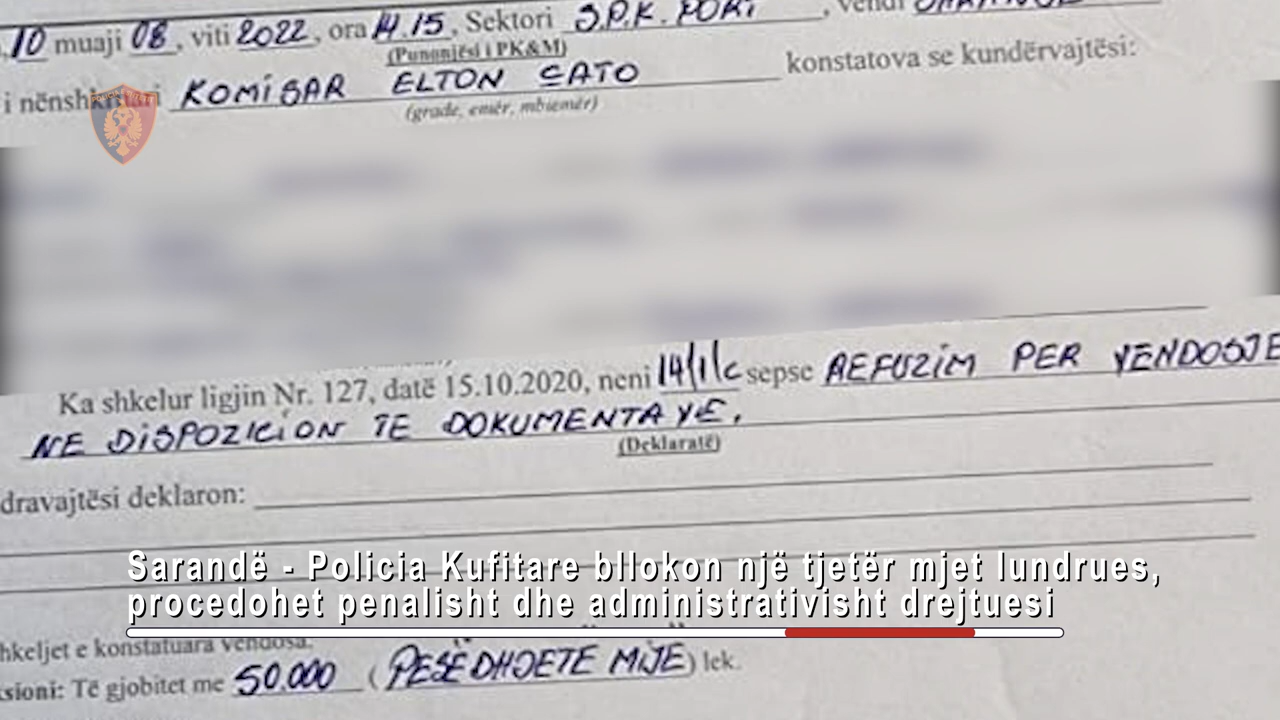 10 muaji 08, viti 2022, ora 14.15, Sektori S.P.K. PORT, vendi
(Punonjësi i PK&M)
i nënshkruari KOMISAR ELTON CATO konstatova se kundërvajtësi:
(grade, emër, mbiemër)
Ka shkelur ligjin Nr. 127, datë 15.10.2020, neni 14/1/c sepse REFUZIM PER VENDOSJE
NE DISPOZICION TE DOKUMENTAVE.
(Deklaratë)
dravajtësi deklaron:
Sarandë - Policia Kufitare bllokon një tjetër mjet lundrues,
procedohet penalisht dhe administrativisht drejtuesi
hkeljet e konstatuara vendosa.
ksioni: Të gjobitet me 50.000 (PESËDHJETE MIJE) lek.